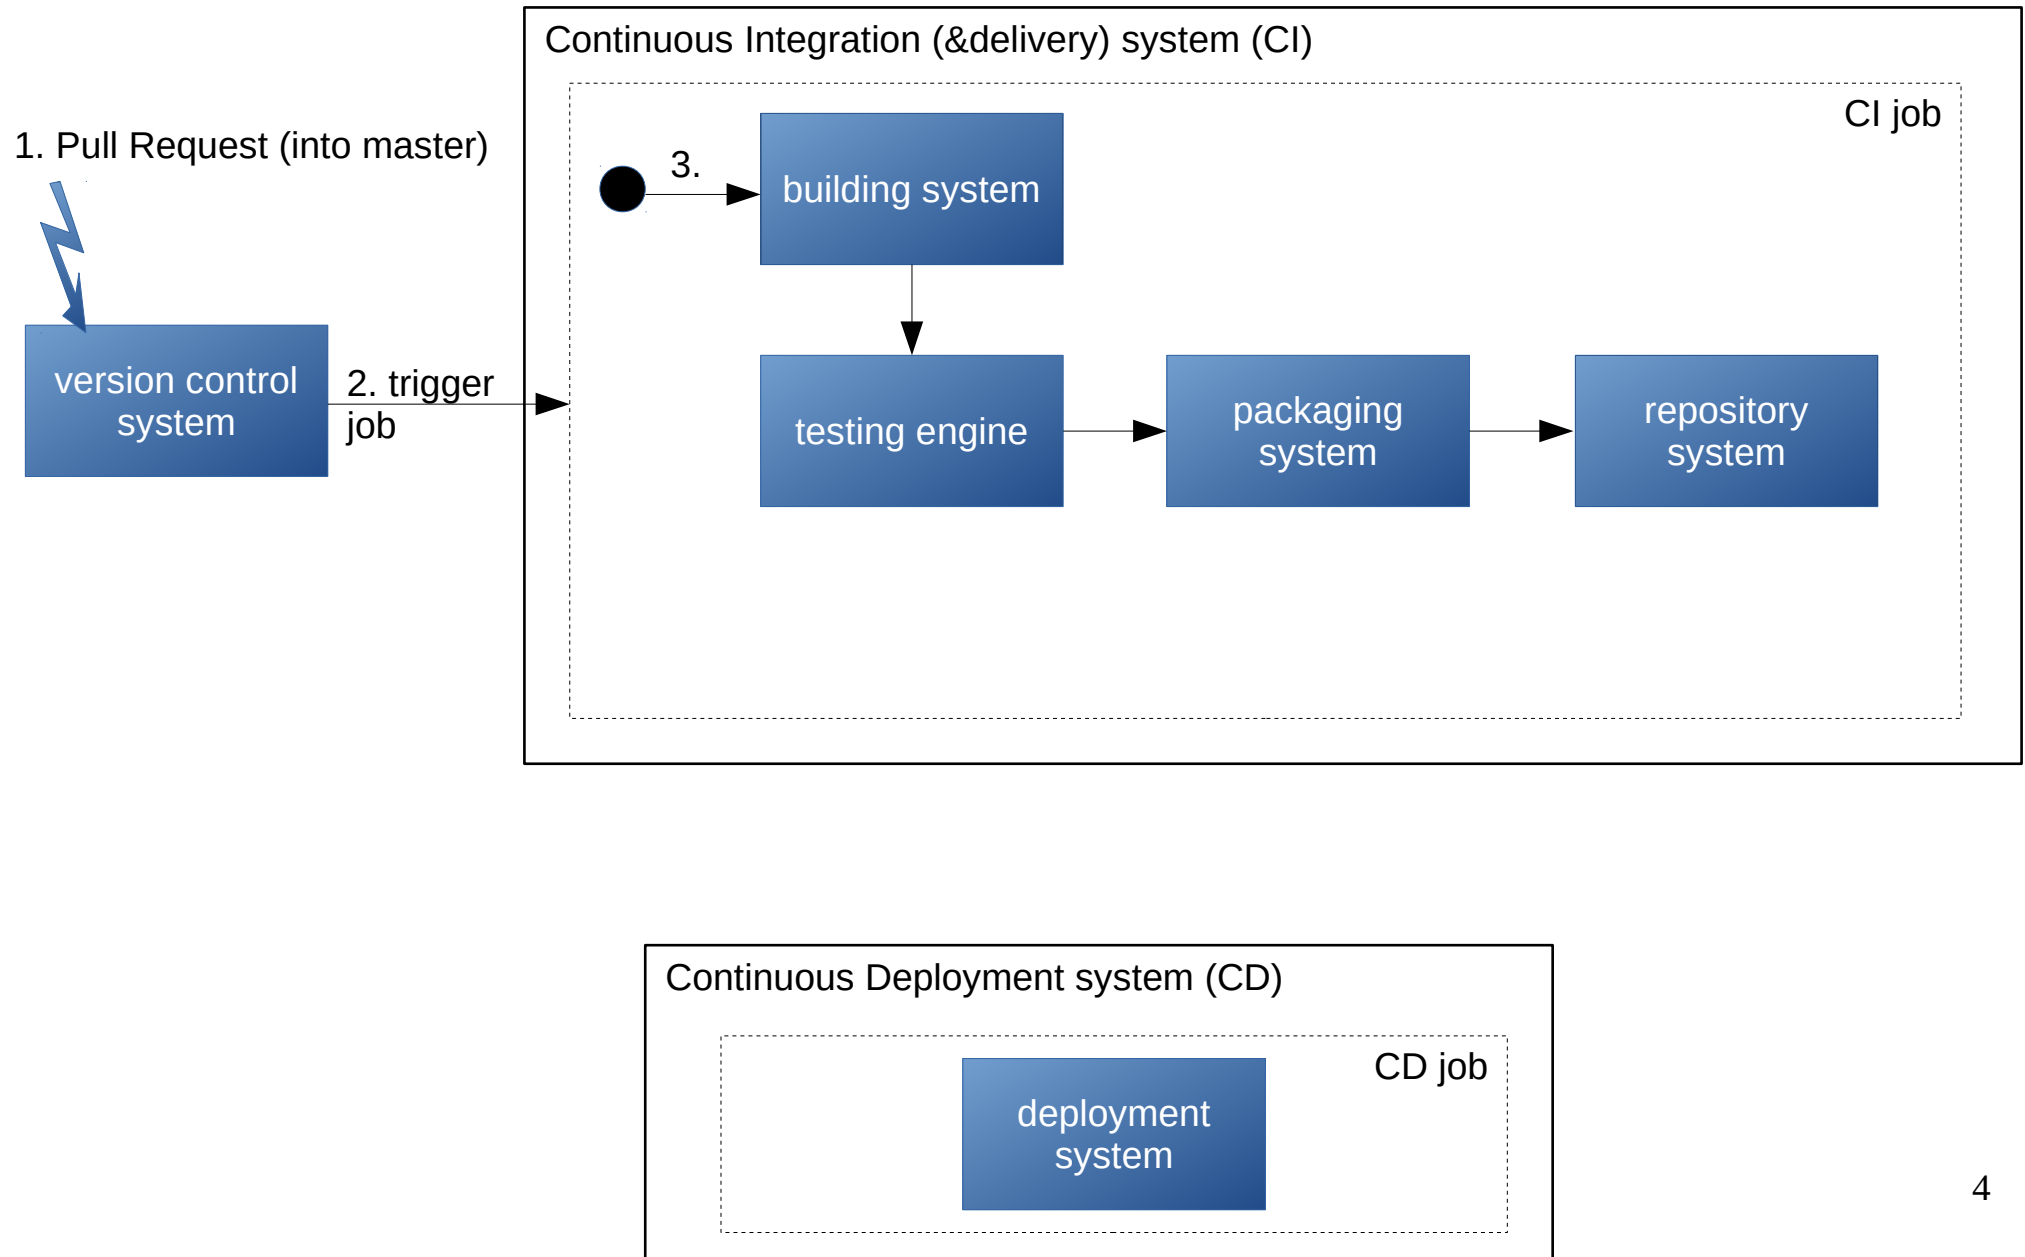 Continuous Integration (&delivery) system (CI)
CI job
1. Pull Request (into master)
3.
building system
version control
system
2. trigger
job
testing engine
packaging
system
repository
system
Continuous Deployment system (CD)
CD job
deployment
system
4